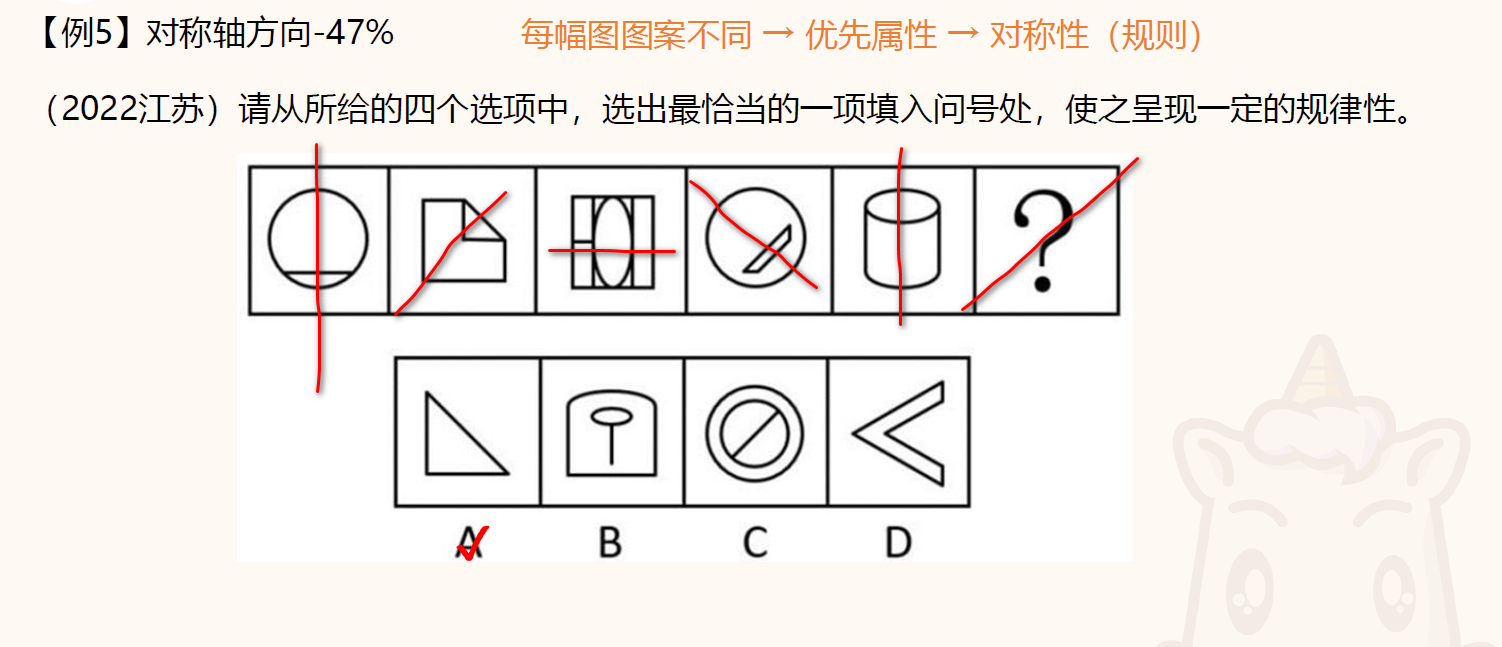 【例5】对称轴方向-47%
每幅图图案不同 → 优先属性 → 对称性（规则）
（2022江苏）请从所给的四个选项中，选出最恰当的一项填入问号处，使之呈现一定的规律性。
?
A B C D